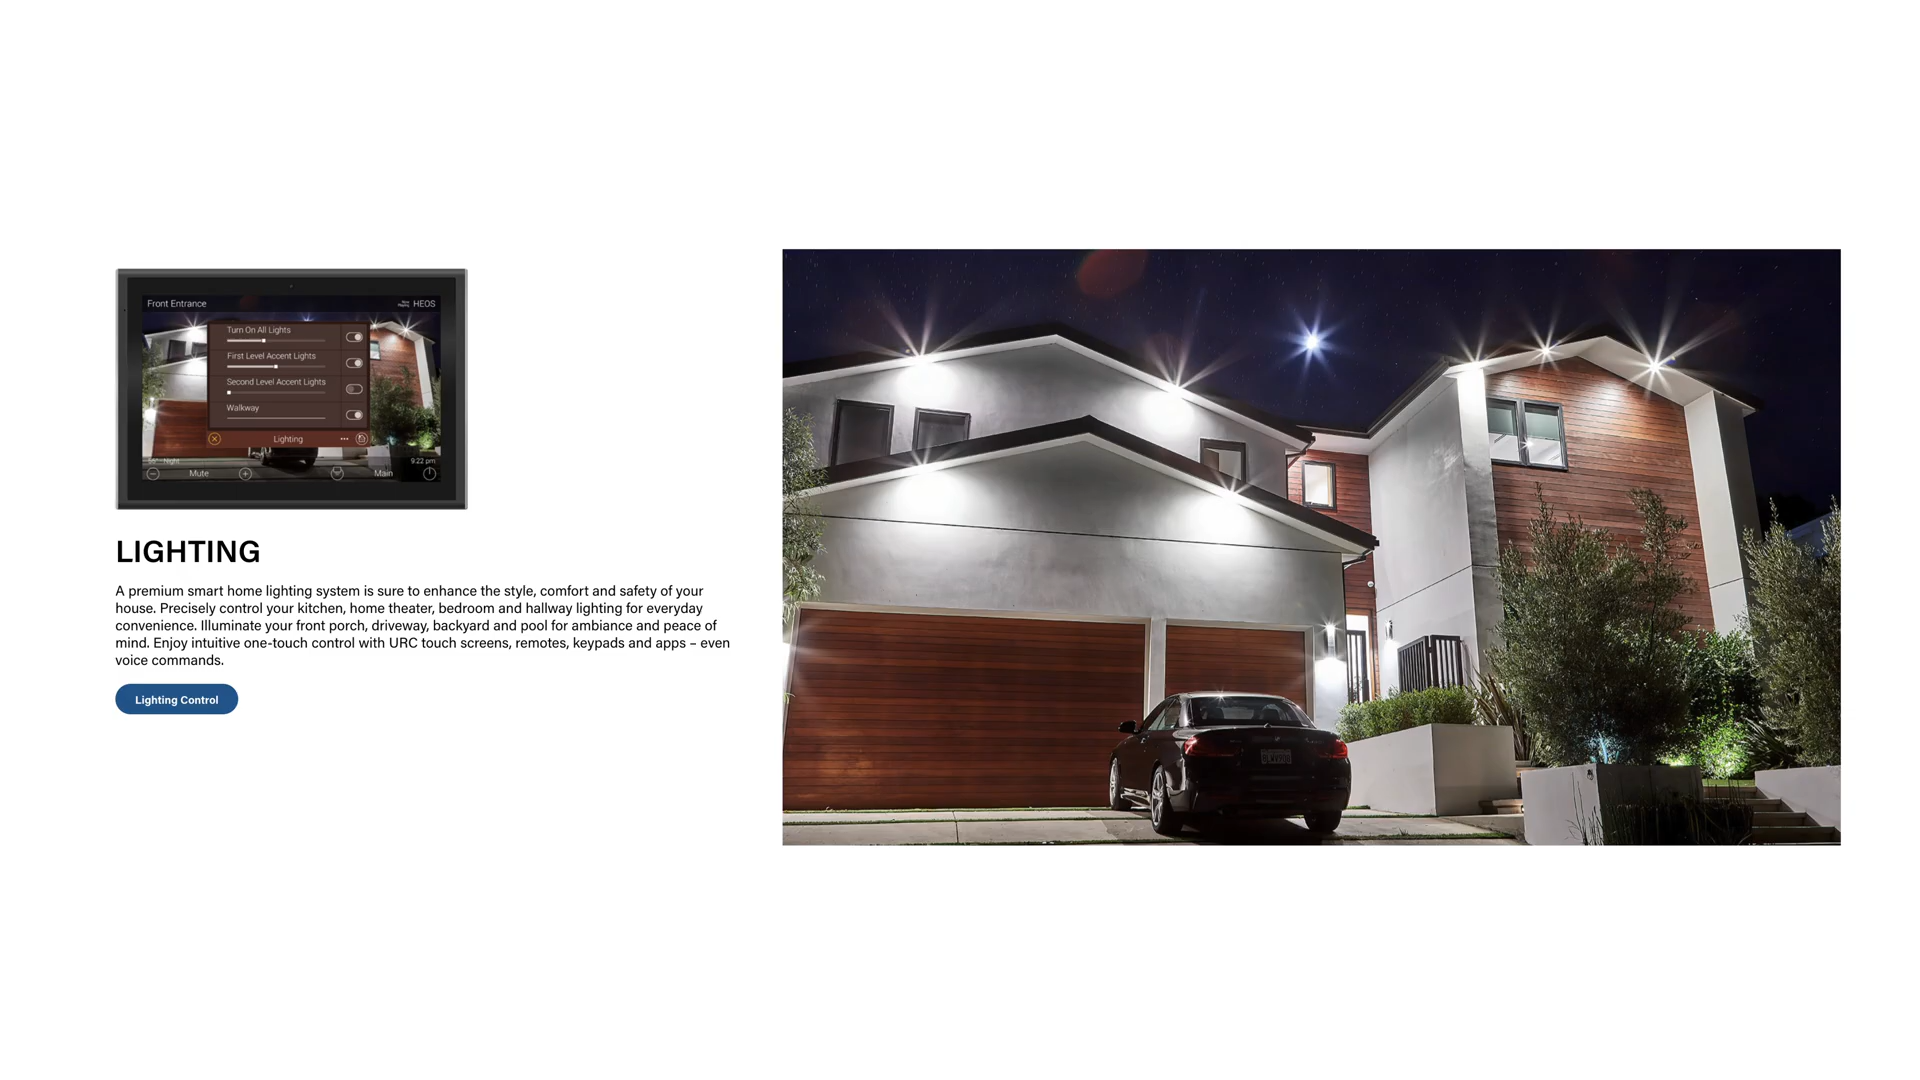 Front Entrance
HEOS
Turn On All Lights
First Level Accent Lights
Second Level Accent Lights
Walkway
Lighting
9:22 pm
Mute
Main
LIGHTING
A premium smart home lighting system is sure to enhance the style, comfort and safety of your
house. Precisely control your kitchen, home theater, bedroom and hallway lighting for everyday
convenience. Illuminate your front porch, driveway, backyard and pool for ambiance and peace of
mind. Enjoy intuitive one-touch control with URC touch screens, remotes, keypads and apps – even
voice commands.
Lighting Control